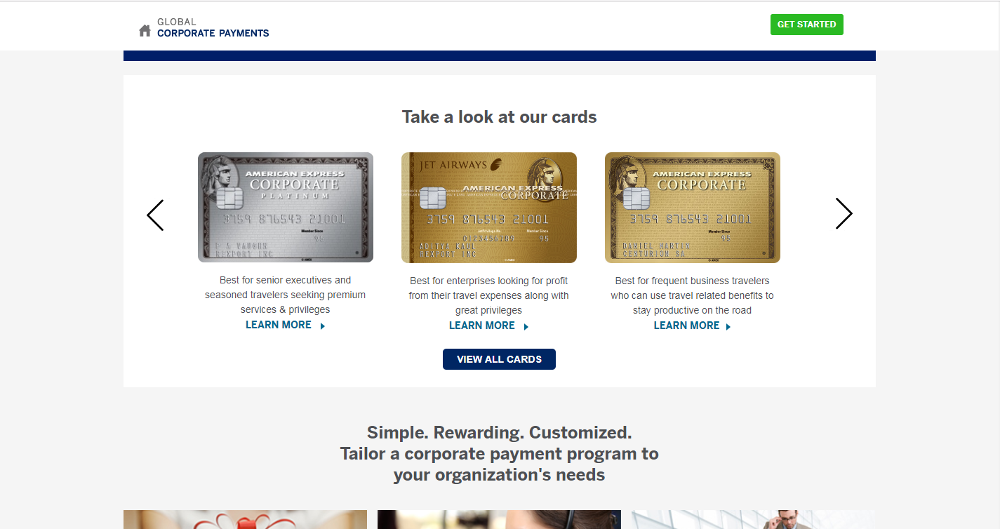 GLOBAL
CORPORATE PAYMENTS
GET STARTED
Take a look at our cards
AMERICAN EXPRESS
CORPORATE
PLATINUM
3759 876543 21001
Member Since
95
REXPORT INC
© AMEX
Best for senior executives and
seasoned travelers seeking premium
services & privileges
LEARN MORE
JET AIRWAYS
AMERICAN EXPRESS
CORPORATE
3759 876543 21001
JetPrivilege No. Member Since
0123456789 95
ADITYA KAUL
REXPORT INC
© AMEX
Best for enterprises looking for profit
from their travel expenses along with
great privileges
LEARN MORE
AMERICAN EXPRESS
CORPORATE
3759 876543 21001
Member Since
95
DANIEL MARTIN
CENTURION SA
© AMEX
Best for frequent business travelers
who can use travel related benefits to
stay productive on the road
LEARN MORE
VIEW ALL CARDS
Simple. Rewarding. Customized.
Tailor a corporate payment program to
your organization's needs